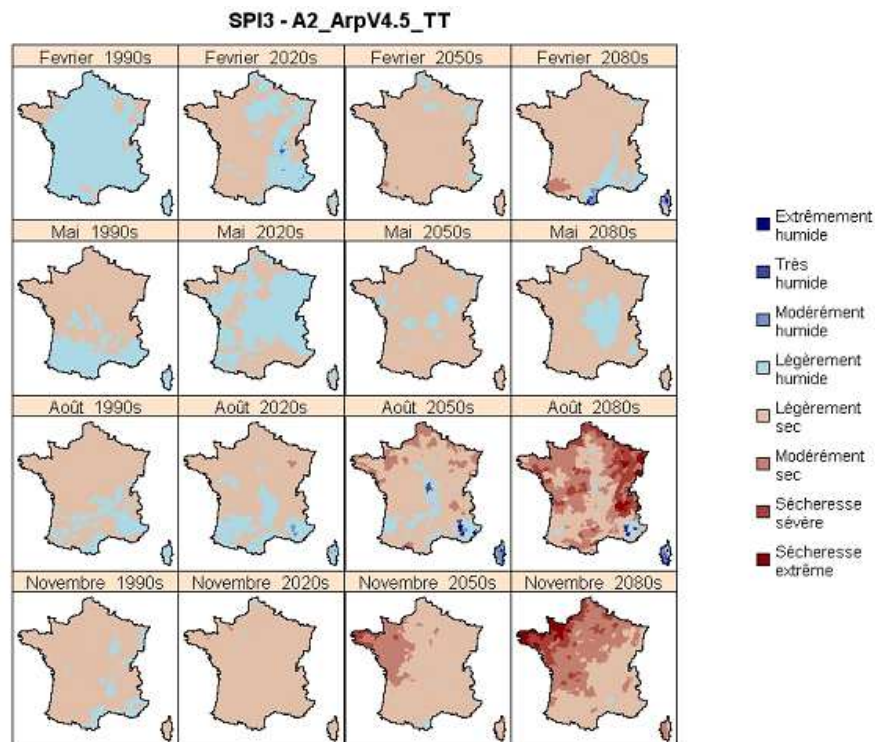 SPI3 - A2_ArpV4.5_TT
Fevrier 1990s
Fevrier 2020s
Fevrier 2050s
Fevrier 2080s
Mai 1990s
Mai 2020s
Mai 2050s
Mai 2080s
Août 1990s
Août 2020s
Août 2050s
Août 2080s
Novembre 1990s
Novembre 2020s
Novembre 2050s
Novembre 2080s
Extrêmement
humide
Très
humide
Modérément
humide
Légèrement
humide
Légèrement
sec
Modérément
sec
Sécheresse
sévère
Sécheresse
extrême